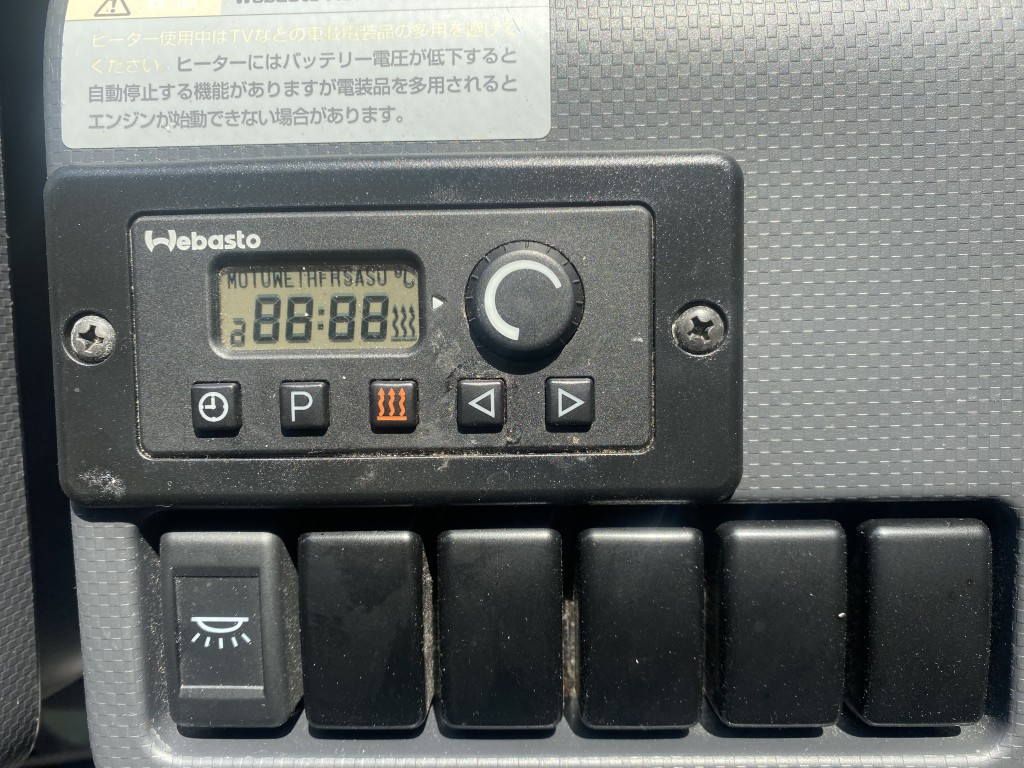 Webasto
ヒーター使用中はTVなどの車載電装品の多用を避けて
ください。ヒーターにはバッテリー電圧が低下すると
自動停止する機能がありますが電装品を多用されると
エンジンが始動できない場合があります。
Webasto
MOTUWETHFRSASU °C
a88:88
P